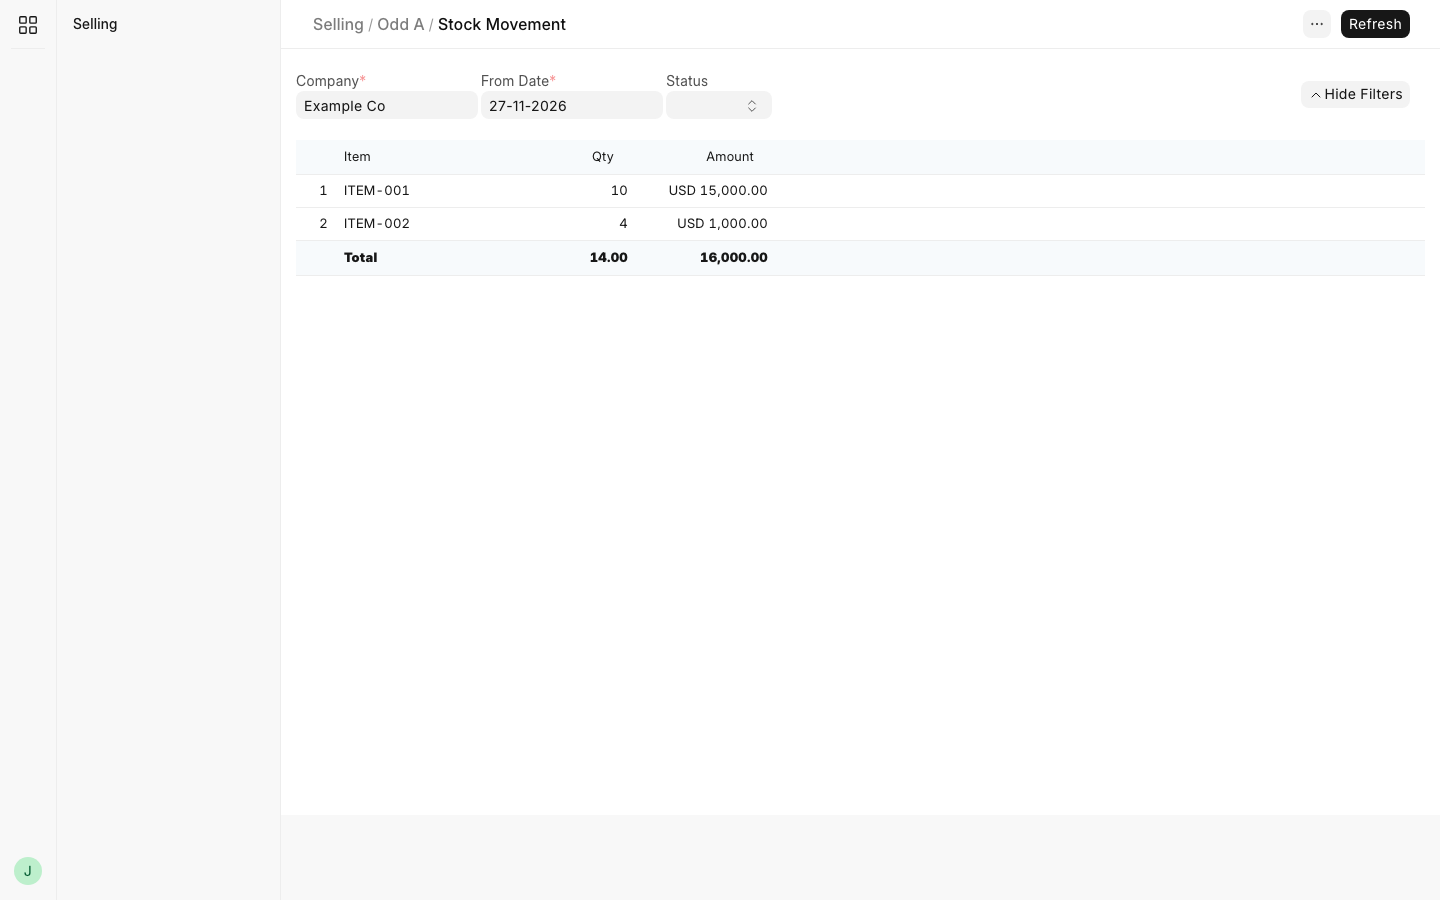 Selling
Selling / Odd A / Stock Movement
Refresh
Company* From Date* Status
Example Co 27-11-2026
Hide Filters
Item Qty Amount
1 ITEM-001 10 USD 15,000.00
2 ITEM-002 4 USD 1,000.00
Total 14.00 16,000.00
J